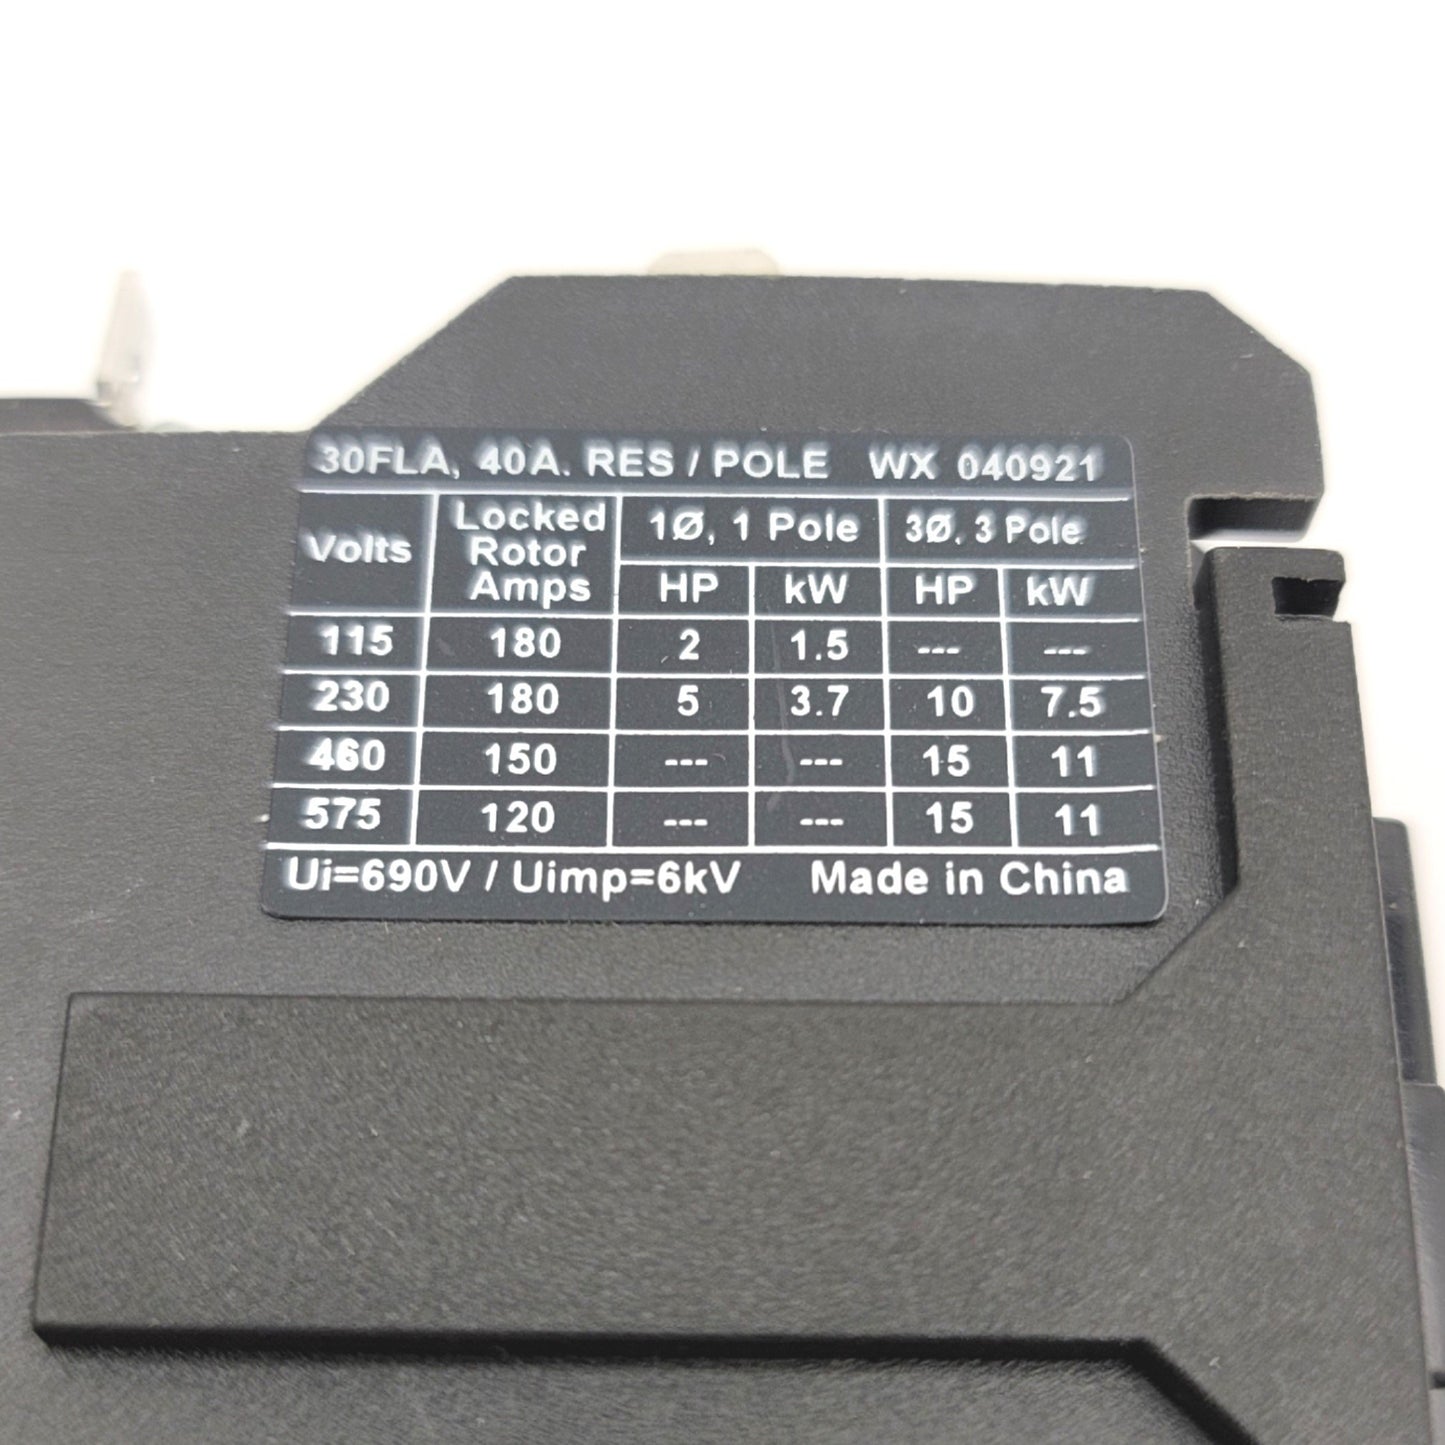 30FLA, 40A. RES / POLE WX 040921
Volts Locked Rotor Amps 1Ø, 1 Pole 3Ø, 3 Pole
HP kW HP kW
115 180 2 1.5 --- ---
230 180 5 3.7 10 7.5
460 150 --- --- 15 11
575 120 --- --- 15 11
Ui=690V / Uimp=6kV Made in China